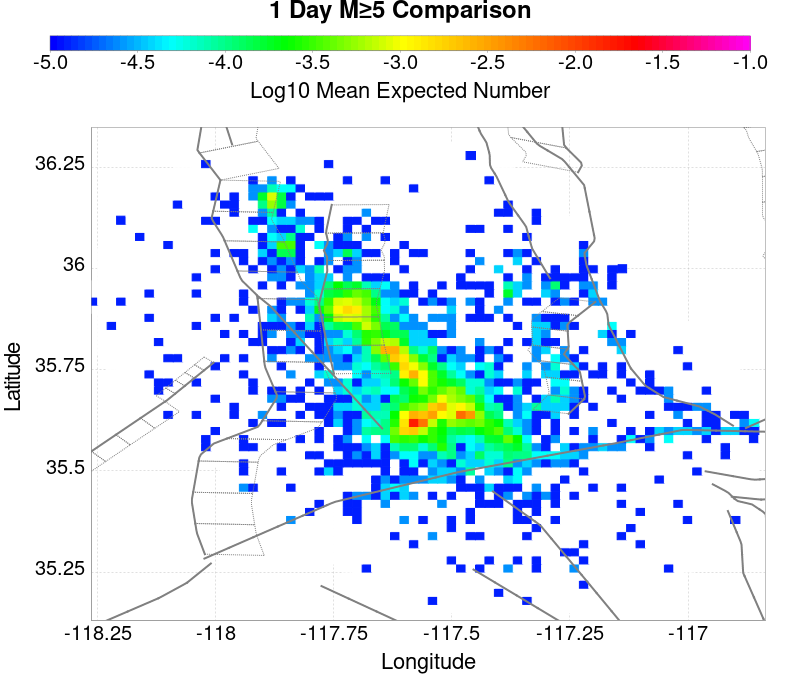 1 Day M≥5 Comparison
-5.0 -4.5 -4.0 -3.5 -3.0 -2.5 -2.0 -1.5 -1.0
Log10 Mean Expected Number
36.25
36
35.75
35.5
35.25
Latitude
-118.25 -118 -117.75 -117.5 -117.25 -117
Longitude